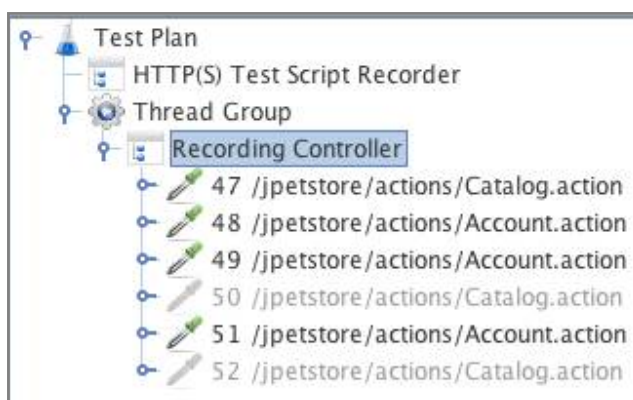 Test Plan
HTTP(S) Test Script Recorder
Thread Group
Recording Controller
47 /jpetstore/actions/Catalog.action
48 /jpetstore/actions/Account.action
49 /jpetstore/actions/Account.action
50 /jpetstore/actions/Catalog.action
51 /jpetstore/actions/Account.action
52 /jpetstore/actions/Catalog.action